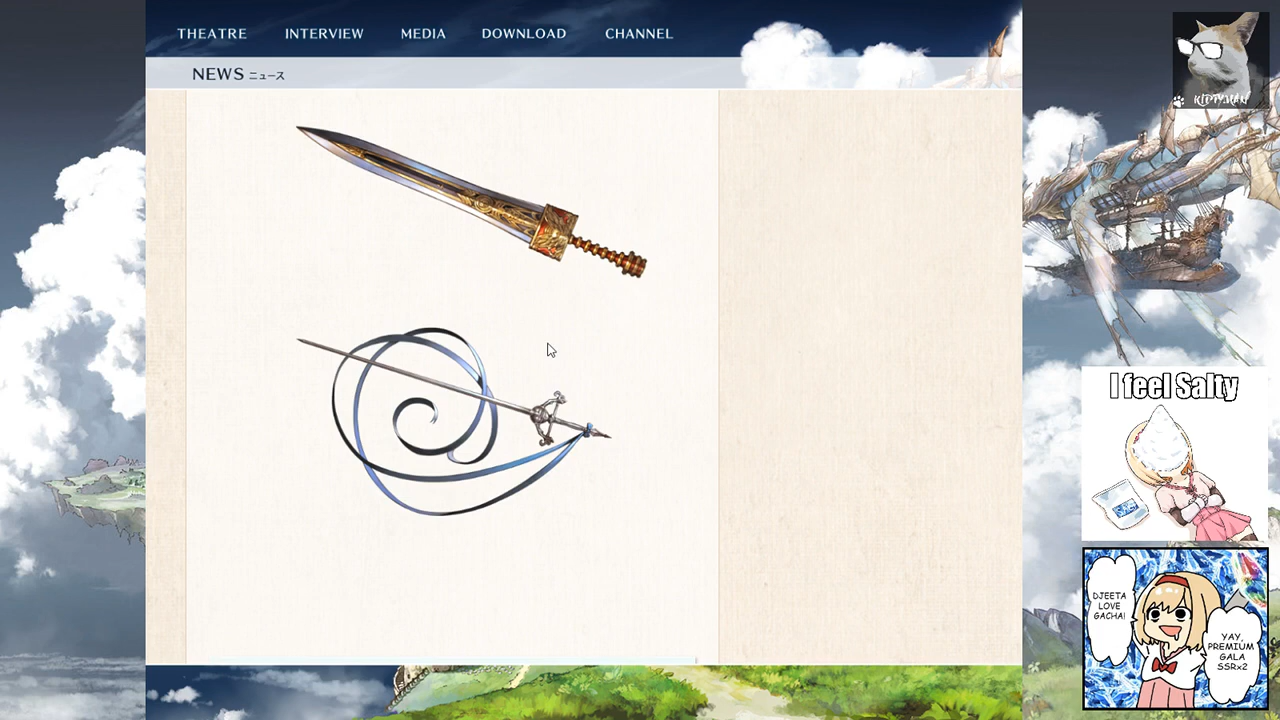 THEATRE INTERVIEW MEDIA DOWNLOAD CHANNEL
NEWS ニュース
KITTYMAN
I feel Salty
DJEETA
LOVE
GACHA!
YAY,
PREMIUM
GALA
SSRx2